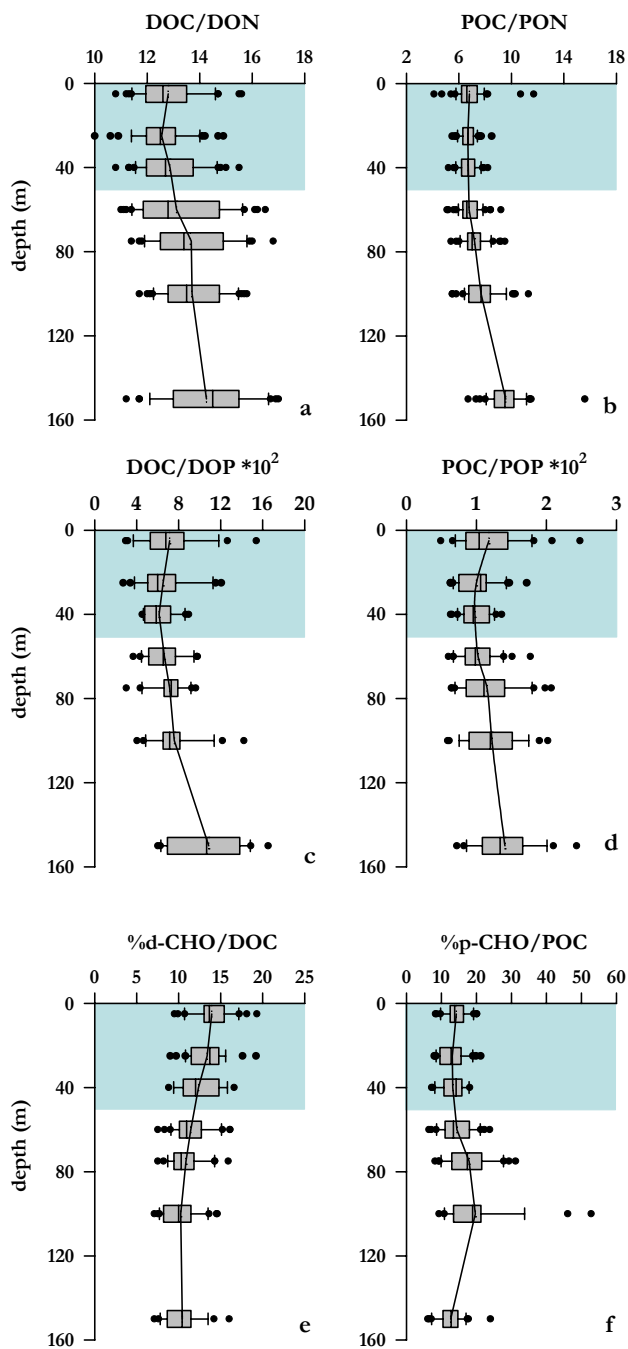 DOC/DON
10 12 14 16 18
0
40
80
120
160
depth (m)
a
POC/PON
2 6 10 14 18
0
40
80
120
160
b
DOC/DOP *10²
0 4 8 12 16 20
0
40
80
120
160
depth (m)
c
POC/POP *10²
0 1 2 3
0
40
80
120
160
d
%d-CHO/DOC
0 5 10 15 20 25
0
40
80
120
160
depth (m)
e
%p-CHO/POC
0 10 20 30 40 50 60
0
40
80
120
160
f